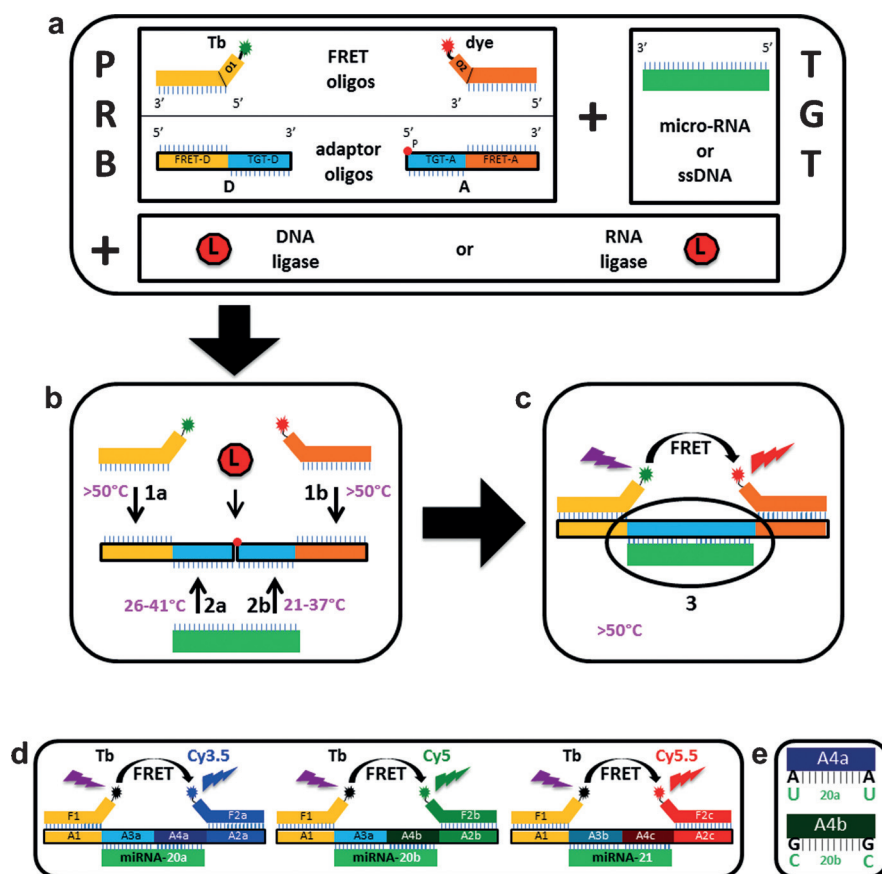 a
P
R
B
Tb
O1
3' 5'
FRET
oligos
dye
O2
3' 5'
5' 3'
FRET-D TGT-D
D
adaptor
oligos
5' 3'
P
TGT-A FRET-A
A
+
3' 5'
micro-RNA
or
ssDNA
T
G
T
+
L
DNA
ligase
or
RNA
ligase
L
b
L
>50°C 1a 1b >50°C
26-41°C 2a 2b 21-37°C
c
FRET
3
>50°C
d
Tb Cy3.5
FRET
F1 F2a
A1 A3a A4a A2a
miRNA-20a
Tb Cy5
FRET
F1 F2b
A1 A3a A4b A2b
miRNA-20b
Tb Cy5.5
FRET
F1 F2c
A1 A3b A4c A2c
miRNA-21
e
A4a
A A
U 20a U
A4b
G G
C 20b C